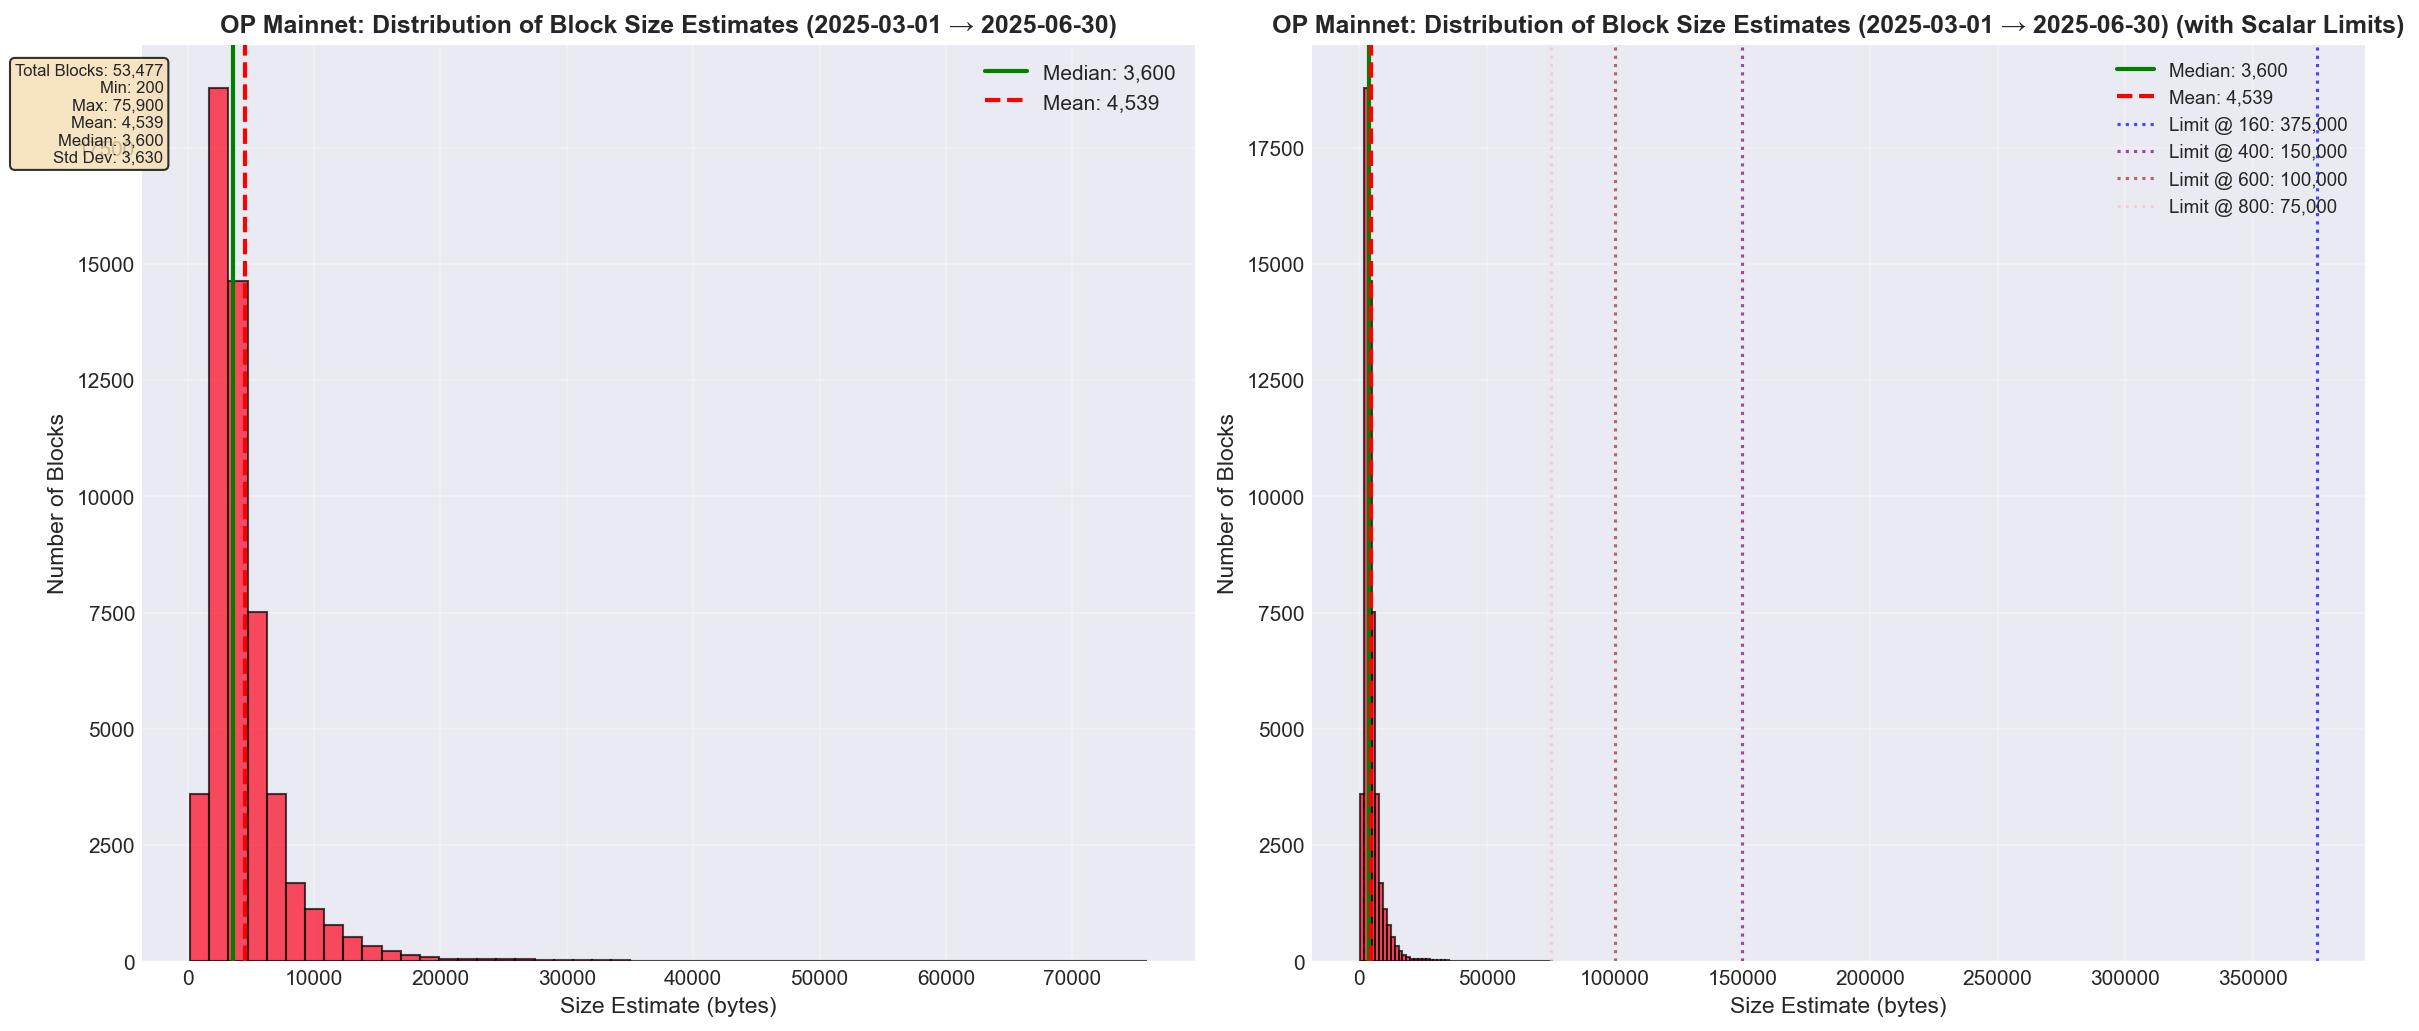 OP Mainnet: Distribution of Block Size Estimates (2025-03-01 → 2025-06-30)
Total Blocks: 53,477
Min: 200
Max: 75,900
Mean: 4,539
Median: 3,600
Std Dev: 3,630
Median: 3,600
Mean: 4,539
17500
15000
12500
10000
7500
5000
2500
0
Number of Blocks
0 10000 20000 30000 40000 50000 60000 70000
Size Estimate (bytes)
OP Mainnet: Distribution of Block Size Estimates (2025-03-01 → 2025-06-30) (with Scalar Limits)
Median: 3,600
Mean: 4,539
Limit @ 160: 375,000
Limit @ 400: 150,000
Limit @ 600: 100,000
Limit @ 800: 75,000
17500
15000
12500
10000
7500
5000
2500
0
Number of Blocks
0 50000 100000 150000 200000 250000 300000 350000
Size Estimate (bytes)